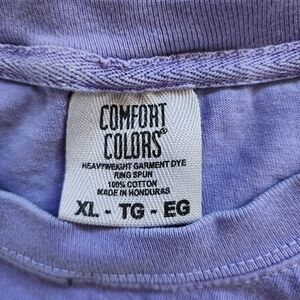 COMFORT
COLORS®
HEAVYWEIGHT GARMENT DYE
RING SPUN
100% COTTON
MADE IN HONDURAS
XL - TG - EG